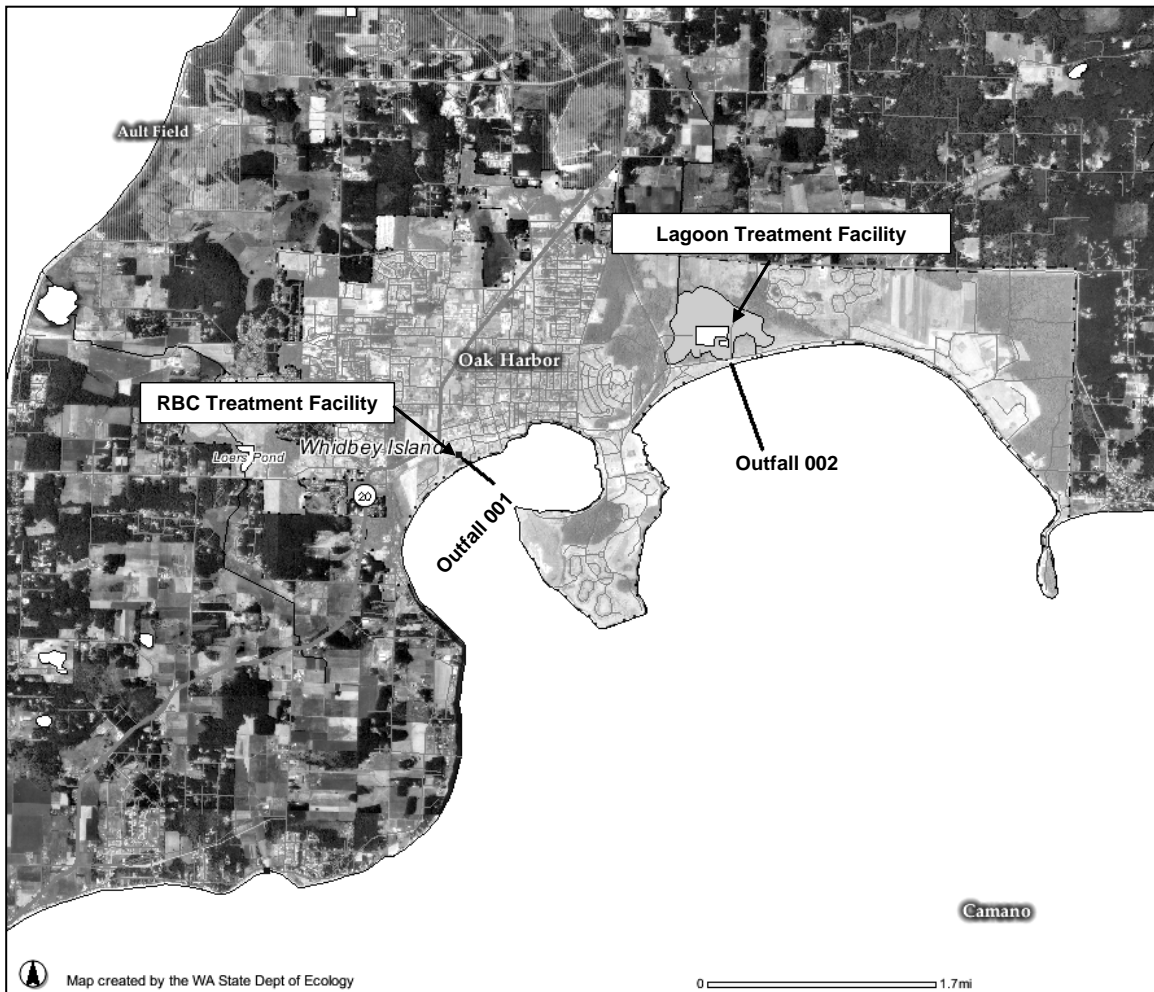 Ault Field
Lagoon Treatment Facility
Oak Harbor
RBC Treatment Facility
Whidbey Island
Loers Pond
Outfall 002
20
Outfall 001
Camano
Map created by the WA State Dept of Ecology
0 1.7mi